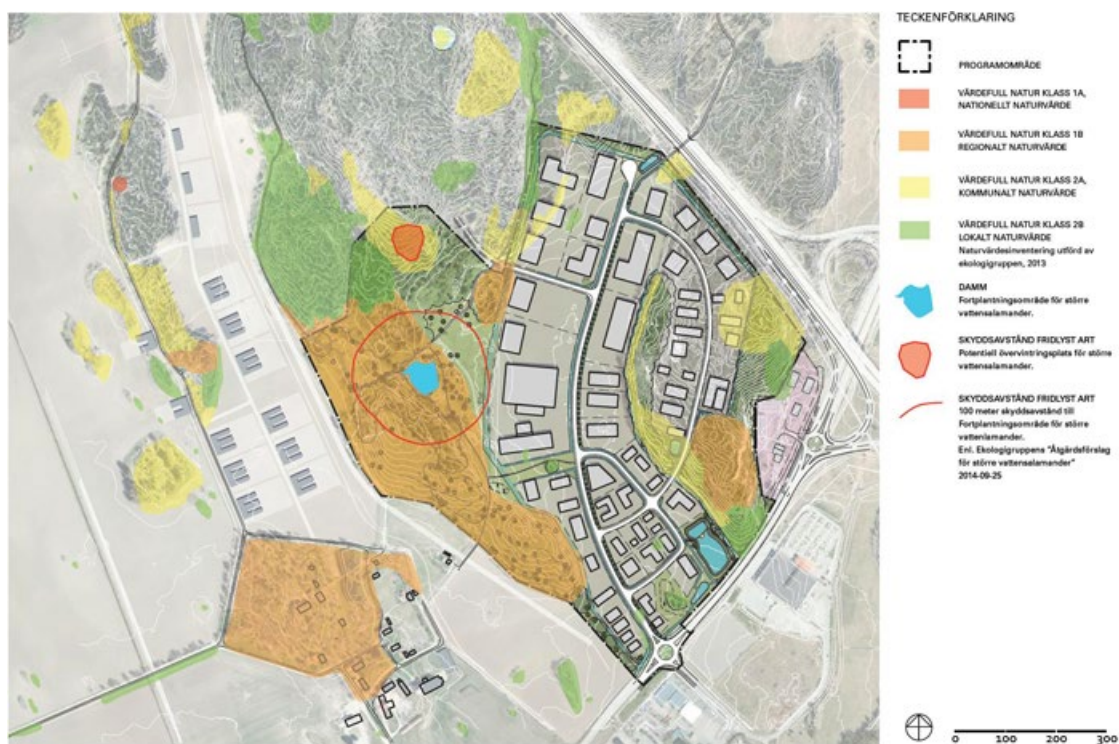 TECKENFÖRKLARING
PROGRAMOMRÅDE
VÄRDEFULL NATUR KLASS 1A,
NATIONELLT NATURVÄRDE
VÄRDEFULL NATUR KLASS 1B
REGIONALT NATURVÄRDE
VÄRDEFULL NATUR KLASS 2A,
KOMMUNALT NATURVÄRDE
VÄRDEFULL NATUR KLASS 2B
LOKALT NATURVÄRDE
Naturvärdesinventering utförd av
ekologigruppen, 2013
DAMM
Fortplantningsområde för större
vattensalamander.
SKYDDSAVSTÅND FRIDLYST ART
Potentiell övervintringsplats för större
vattensalamander.
SKYDDSAVSTÅND FRIDLYST ART
100 meter skyddsavstånd till
Fortplantningsområde för större
vattenlamander.
Enl. Ekologigruppens "Åtgärdsförslag
för större vattensalamander"
2014-09-25
0 100 200 300